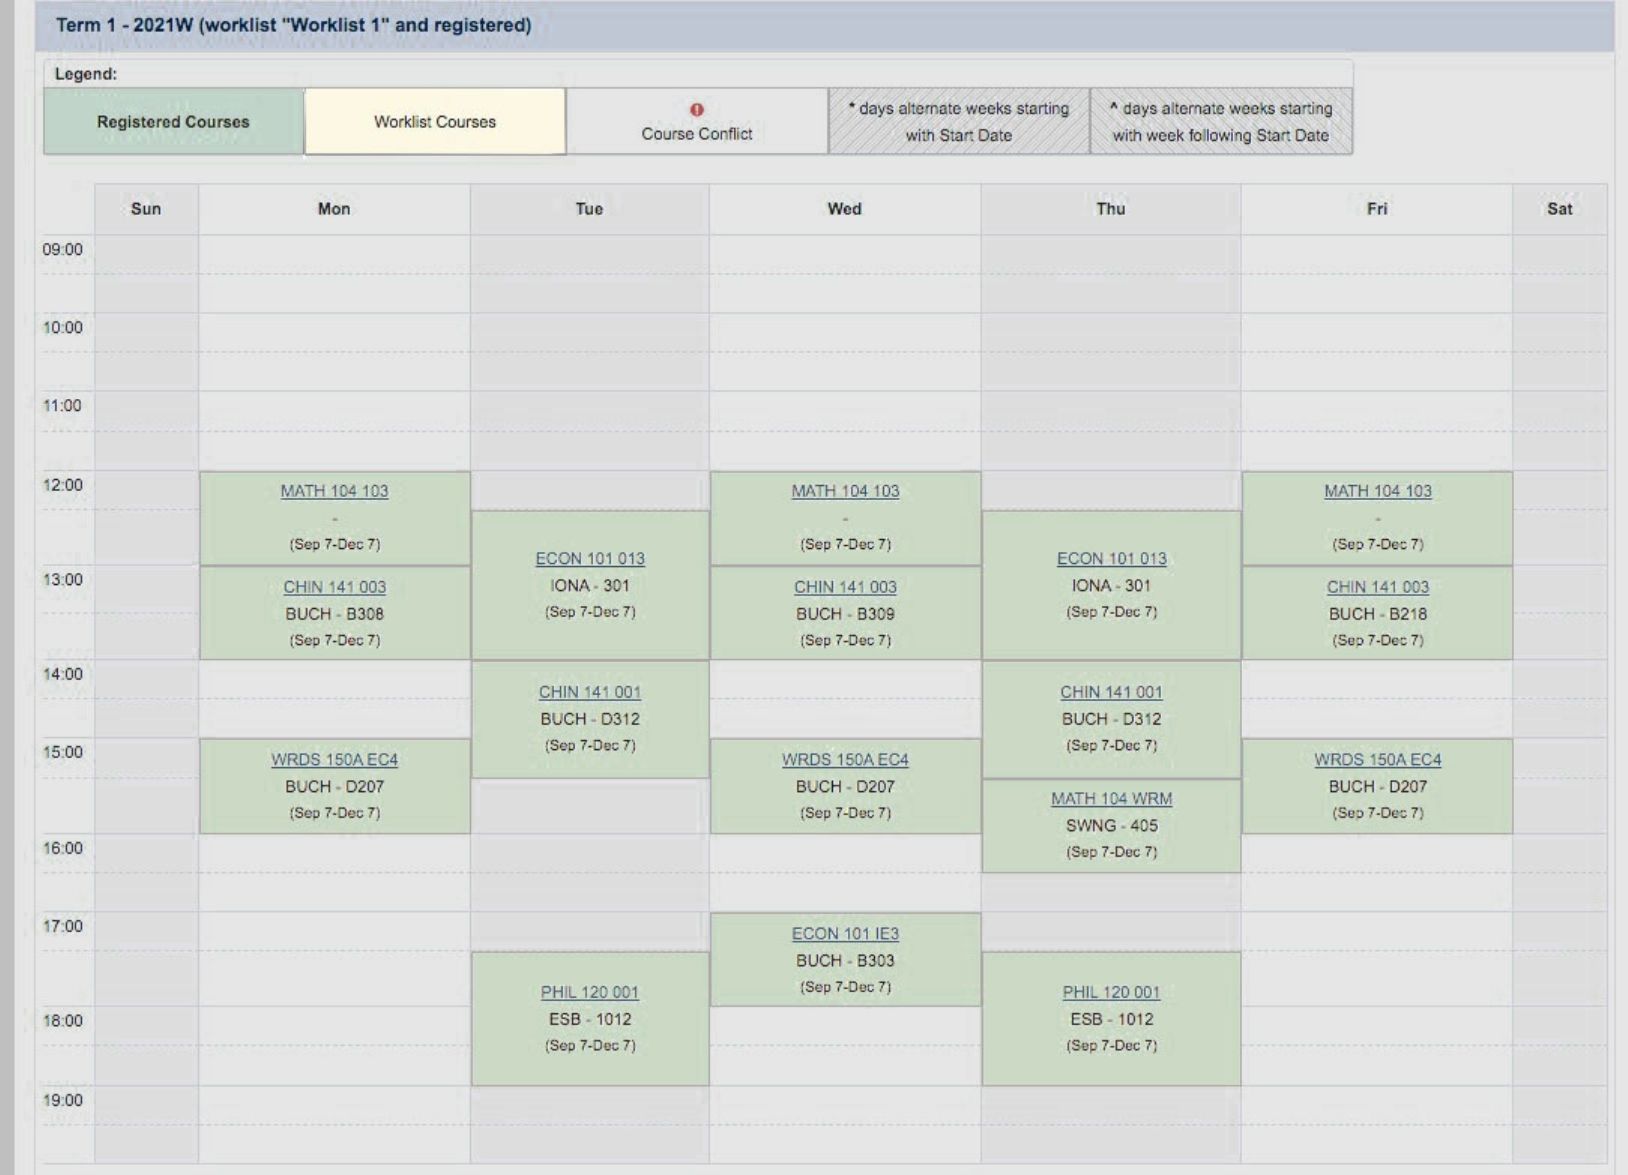 Term 1 - 2021W (worklist "Worklist 1" and registered)
Legend:
Registered Courses
Worklist Courses
Course Conflict
* days alternate weeks starting
with Start Date
^ days alternate weeks starting
with week following Start Date
Sun Mon Tue Wed Thu Fri Sat
09:00
10:00
11:00
12:00
MATH 104 103
-
(Sep 7-Dec 7)
MATH 104 103
-
(Sep 7-Dec 7)
MATH 104 103
-
(Sep 7-Dec 7)
ECON 101 013
IONA - 301
(Sep 7-Dec 7)
ECON 101 013
IONA - 301
(Sep 7-Dec 7)
13:00
CHIN 141 003
BUCH - B308
(Sep 7-Dec 7)
CHIN 141 003
BUCH - B309
(Sep 7-Dec 7)
CHIN 141 003
BUCH - B218
(Sep 7-Dec 7)
14:00
CHIN 141 001
BUCH - D312
(Sep 7-Dec 7)
CHIN 141 001
BUCH - D312
(Sep 7-Dec 7)
15:00
WRDS 150A EC4
BUCH - D207
(Sep 7-Dec 7)
WRDS 150A EC4
BUCH - D207
(Sep 7-Dec 7)
WRDS 150A EC4
BUCH - D207
(Sep 7-Dec 7)
MATH 104 WRM
SWNG - 405
(Sep 7-Dec 7)
16:00
17:00
ECON 101 IE3
BUCH - B303
(Sep 7-Dec 7)
PHIL 120 001
ESB - 1012
(Sep 7-Dec 7)
PHIL 120 001
ESB - 1012
(Sep 7-Dec 7)
18:00
19:00